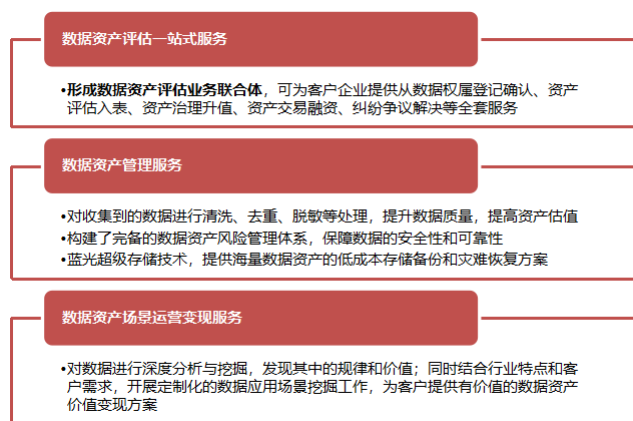 数据资产评估一站式服务
•形成数据资产评估业务联合体，可为客户企业提供从数据权属登记确认、资产
评估入表、资产治理升值、资产交易融资、纠纷争议解决等全套服务
数据资产管理服务
•对收集到的数据进行清洗、去重、脱敏等处理，提升数据质量，提高资产估值
•构建了完备的数据资产风险管理体系，保障数据的安全性和可靠性
•蓝光超级存储技术，提供海量数据资产的低成本存储备份和灾难恢复方案
数据资产场景运营变现服务
•对数据进行深度分析与挖掘，发现其中的规律和价值；同时结合行业特点和客
户需求，开展定制化的数据应用场景挖掘工作，为客户提供有价值的数据资产
价值变现方案